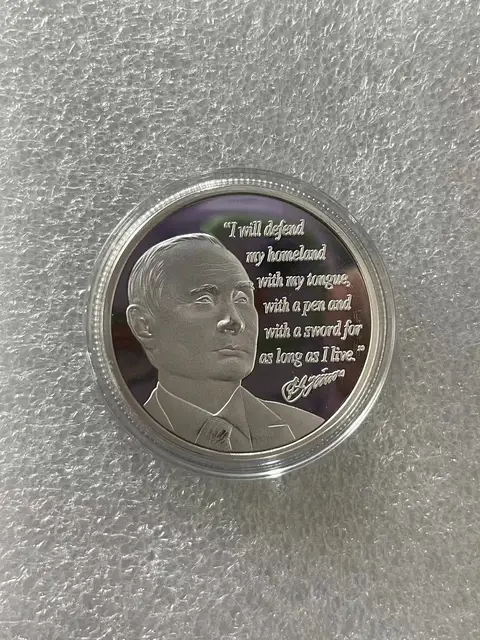 "I will defend
my homeland
with my tongue,
with a pen and
with a sword for
as long as I live."